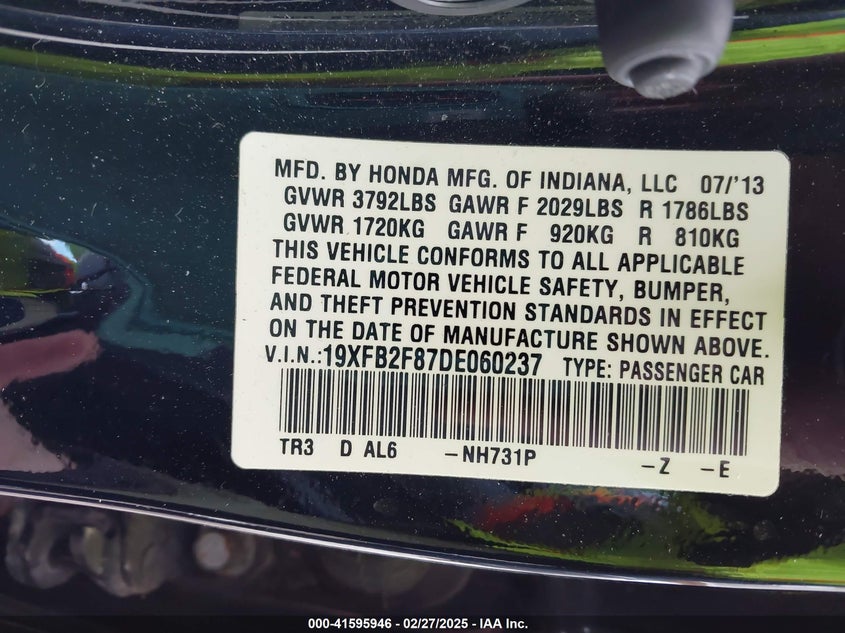 MFD. BY HONDA MFG. OF INDIANA, LLC 07/'13
GVWR 3792LBS GAWR F 2029LBS R 1786LBS
GVWR 1720KG GAWR F 920KG R 810KG
THIS VEHICLE CONFORMS TO ALL APPLICABLE
FEDERAL MOTOR VEHICLE SAFETY, BUMPER,
AND THEFT PREVENTION STANDARDS IN EFFECT
ON THE DATE OF MANUFACTURE SHOWN ABOVE.
V.I.N.:19XFB2F87DE060237 TYPE: PASSENGER CAR
TR3 D AL6 -NH731P -Z -E
000-41595946 - 02/27/2025 - IAA Inc.